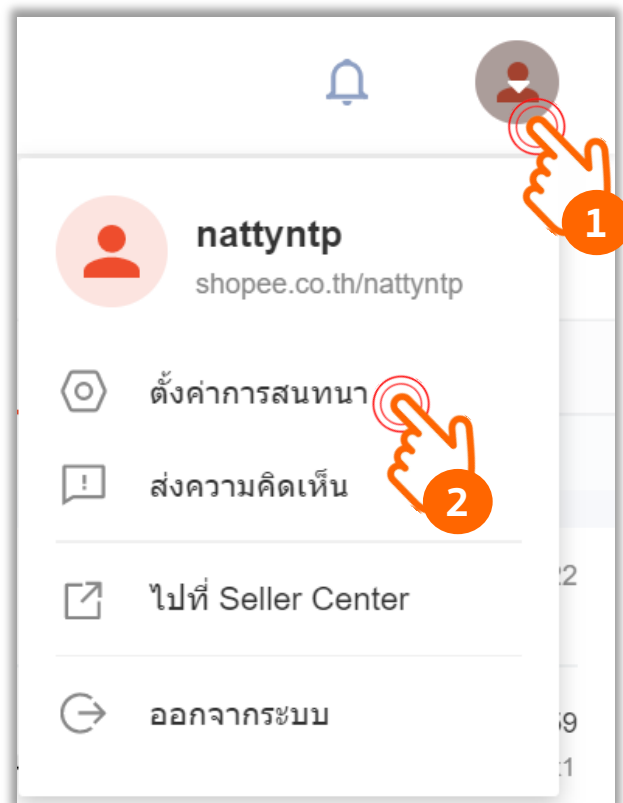 1
nattyntp
shopee.co.th/nattyntp
ตั้งค่าการสนทนา
2
ส่งความคิดเห็น
ไปที่ Seller Center
ออกจากระบบ